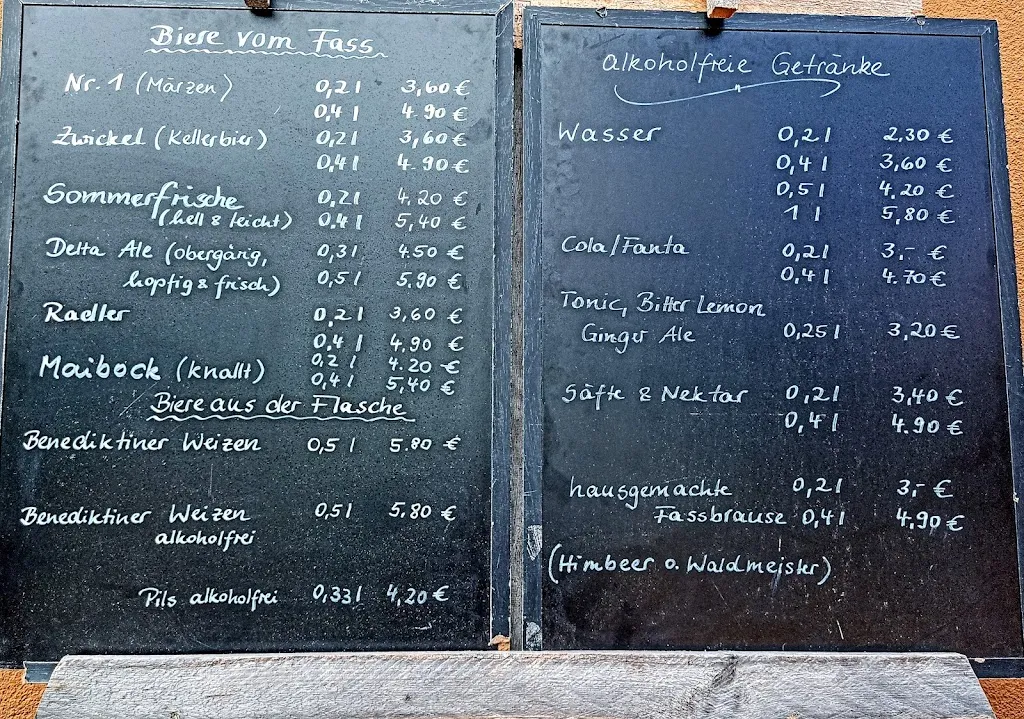 Biere vom Fass
Nr. 1 (Märzen) 0,2 l 3,60 €
0,4 l 4.90 €
Zwickel (Kellerbier) 0,2 l 3,60 €
0,4 l 4.90 €
Sommerfrische 0,2 l 4.20 €
(hell & leicht) 0.4 l 5,40 €
Delta Ale (obergärig, 0,3 l 4.50 €
hopfig & frisch) 0,5 l 5.90 €
Radler 0,2 l 3,60 €
0,4 l 4,90 €
Maibock (knallt) 0,2 l 4.20 €
0,4 l 5,40 €
Biere aus der Flasche
Benediktiner Weizen 0,5 l 5.80 €
Benediktiner Weizen 0,5 l 5.80 €
alkoholfrei
Pils alkoholfrei 0,33 l 4,20 €
alkoholfreie Getränke
Wasser 0,2 l 2,30 €
0,4 l 3,60 €
0,5 l 4,20 €
1 l 5,80 €
Cola/Fanta 0,2 l 3,- €
0,4 l 4.70 €
Tonic, Bitter Lemon
Ginger Ale 0,25 l 3,20 €
Säfte & Nektar 0,2 l 3,40 €
0,4 l 4.90 €
hausgemachte 0,2 l 3,- €
Fassbrause 0,4 l 4,90 €
(Himbeer o. Waldmeister)